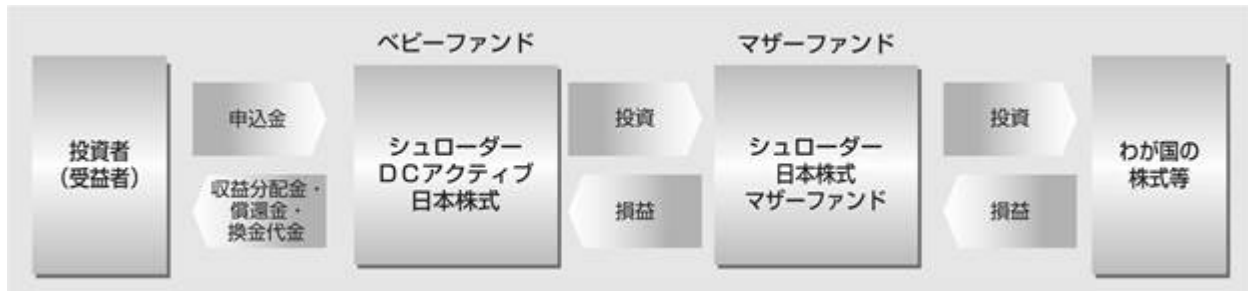 ベビーファンド
マザーファンド
投資者
（受益者）
申込金
収益分配金・
償還金・
換金代金
シュローダー
ＤＣアクティブ
日本株式
投資
損益
シュローダー
日本株式
マザーファンド
投資
損益
わが国の
株式等